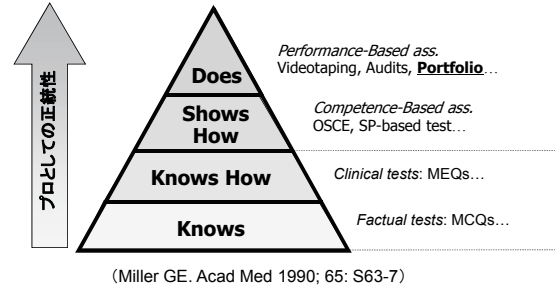 プロとしての正統性
Does
Performance-Based ass.
Videotaping, Audits, Portfolio…
Shows
How
Competence-Based ass.
OSCE, SP-based test…
Knows How
Clinical tests: MEQs…
Knows
Factual tests: MCQs…
（Miller GE. Acad Med 1990; 65: S63-7）